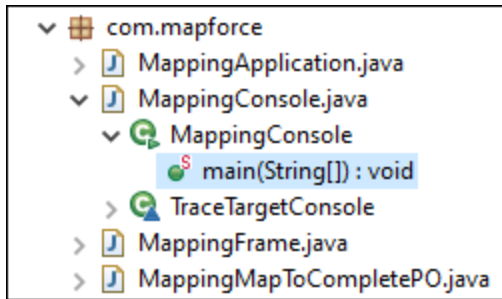 com.mapforce
MappingApplication.java
MappingConsole.java
MappingConsole
main(String[]) : void
TraceTargetConsole
MappingFrame.java
MappingMapToCompletePO.java